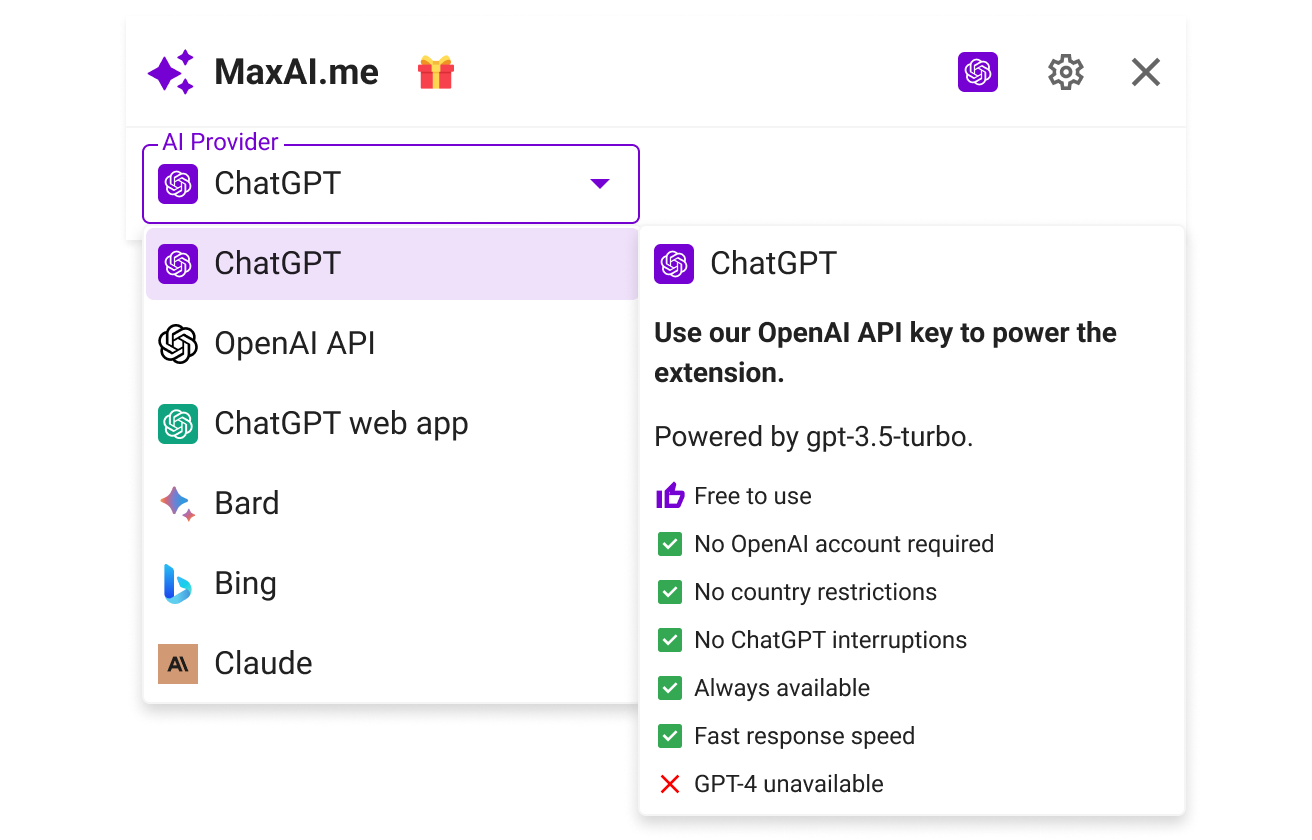 MaxAI.me
AI Provider
ChatGPT
ChatGPT
OpenAI API
ChatGPT web app
Bard
Bing
Claude
ChatGPT
Use our OpenAI API key to power the
extension.
Powered by gpt-3.5-turbo.
Free to use
No OpenAI account required
No country restrictions
No ChatGPT interruptions
Always available
Fast response speed
GPT-4 unavailable